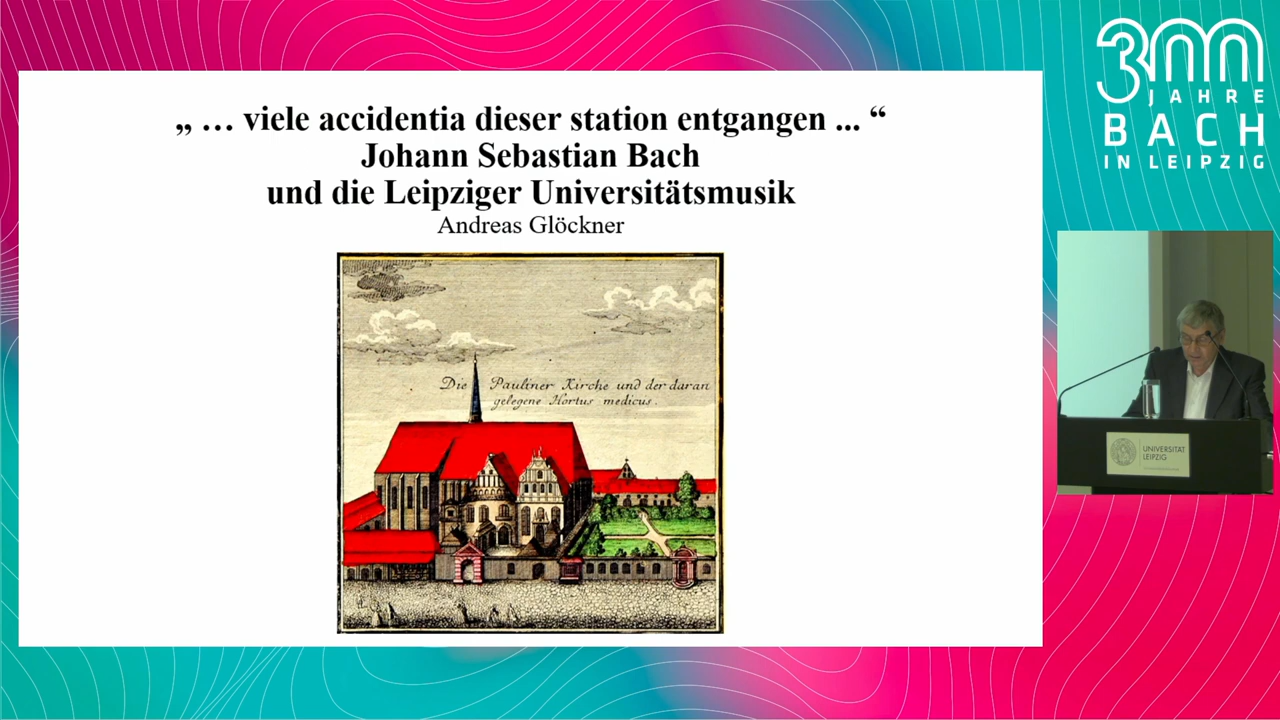 „ … viele accidentia dieser station entgangen ... “
Johann Sebastian Bach
und die Leipziger Universitätsmusik
Andreas Glöckner
Die Pauliner Kirche und der daran
gelegene Hortus medicus.
300
JAHRE
BACH
IN LEIPZIG
UNIVERSITÄT
LEIPZIG